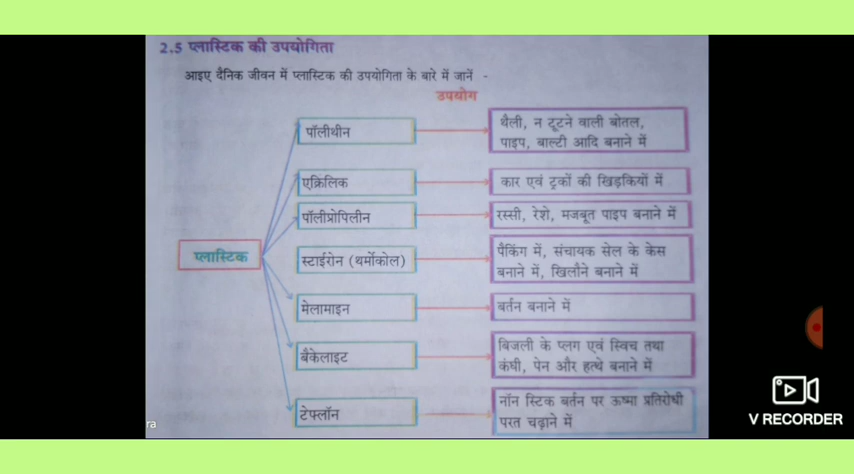 2.5 प्लास्टिक की उपयोगिता
आइए दैनिक जीवन में प्लास्टिक की उपयोगिता के बारे में जानें -
उपयोग
प्लास्टिक
पॉलीथीन
थैली, न टूटने वाली बोतल,
पाइप, बाल्टी आदि बनाने में
एक्रिलिक
कार एवं ट्रकों की खिड़कियों में
पॉलीप्रोपिलीन
रस्सी, रेशे, मजबूत पाइप बनाने में
स्टाईरोन (थर्मोकोल)
पैकिंग में, संचायक सेल के केस
बनाने में, खिलौने बनाने में
मेलामाइन
बर्तन बनाने में
बैकेलाइट
बिजली के प्लग एवं स्विच तथा
कंघी, पेन और हत्थे बनाने में
टेफ्लॉन
नॉन स्टिक बर्तन पर ऊष्मा प्रतिरोधी
परत चढ़ाने में
ra
V RECORDER